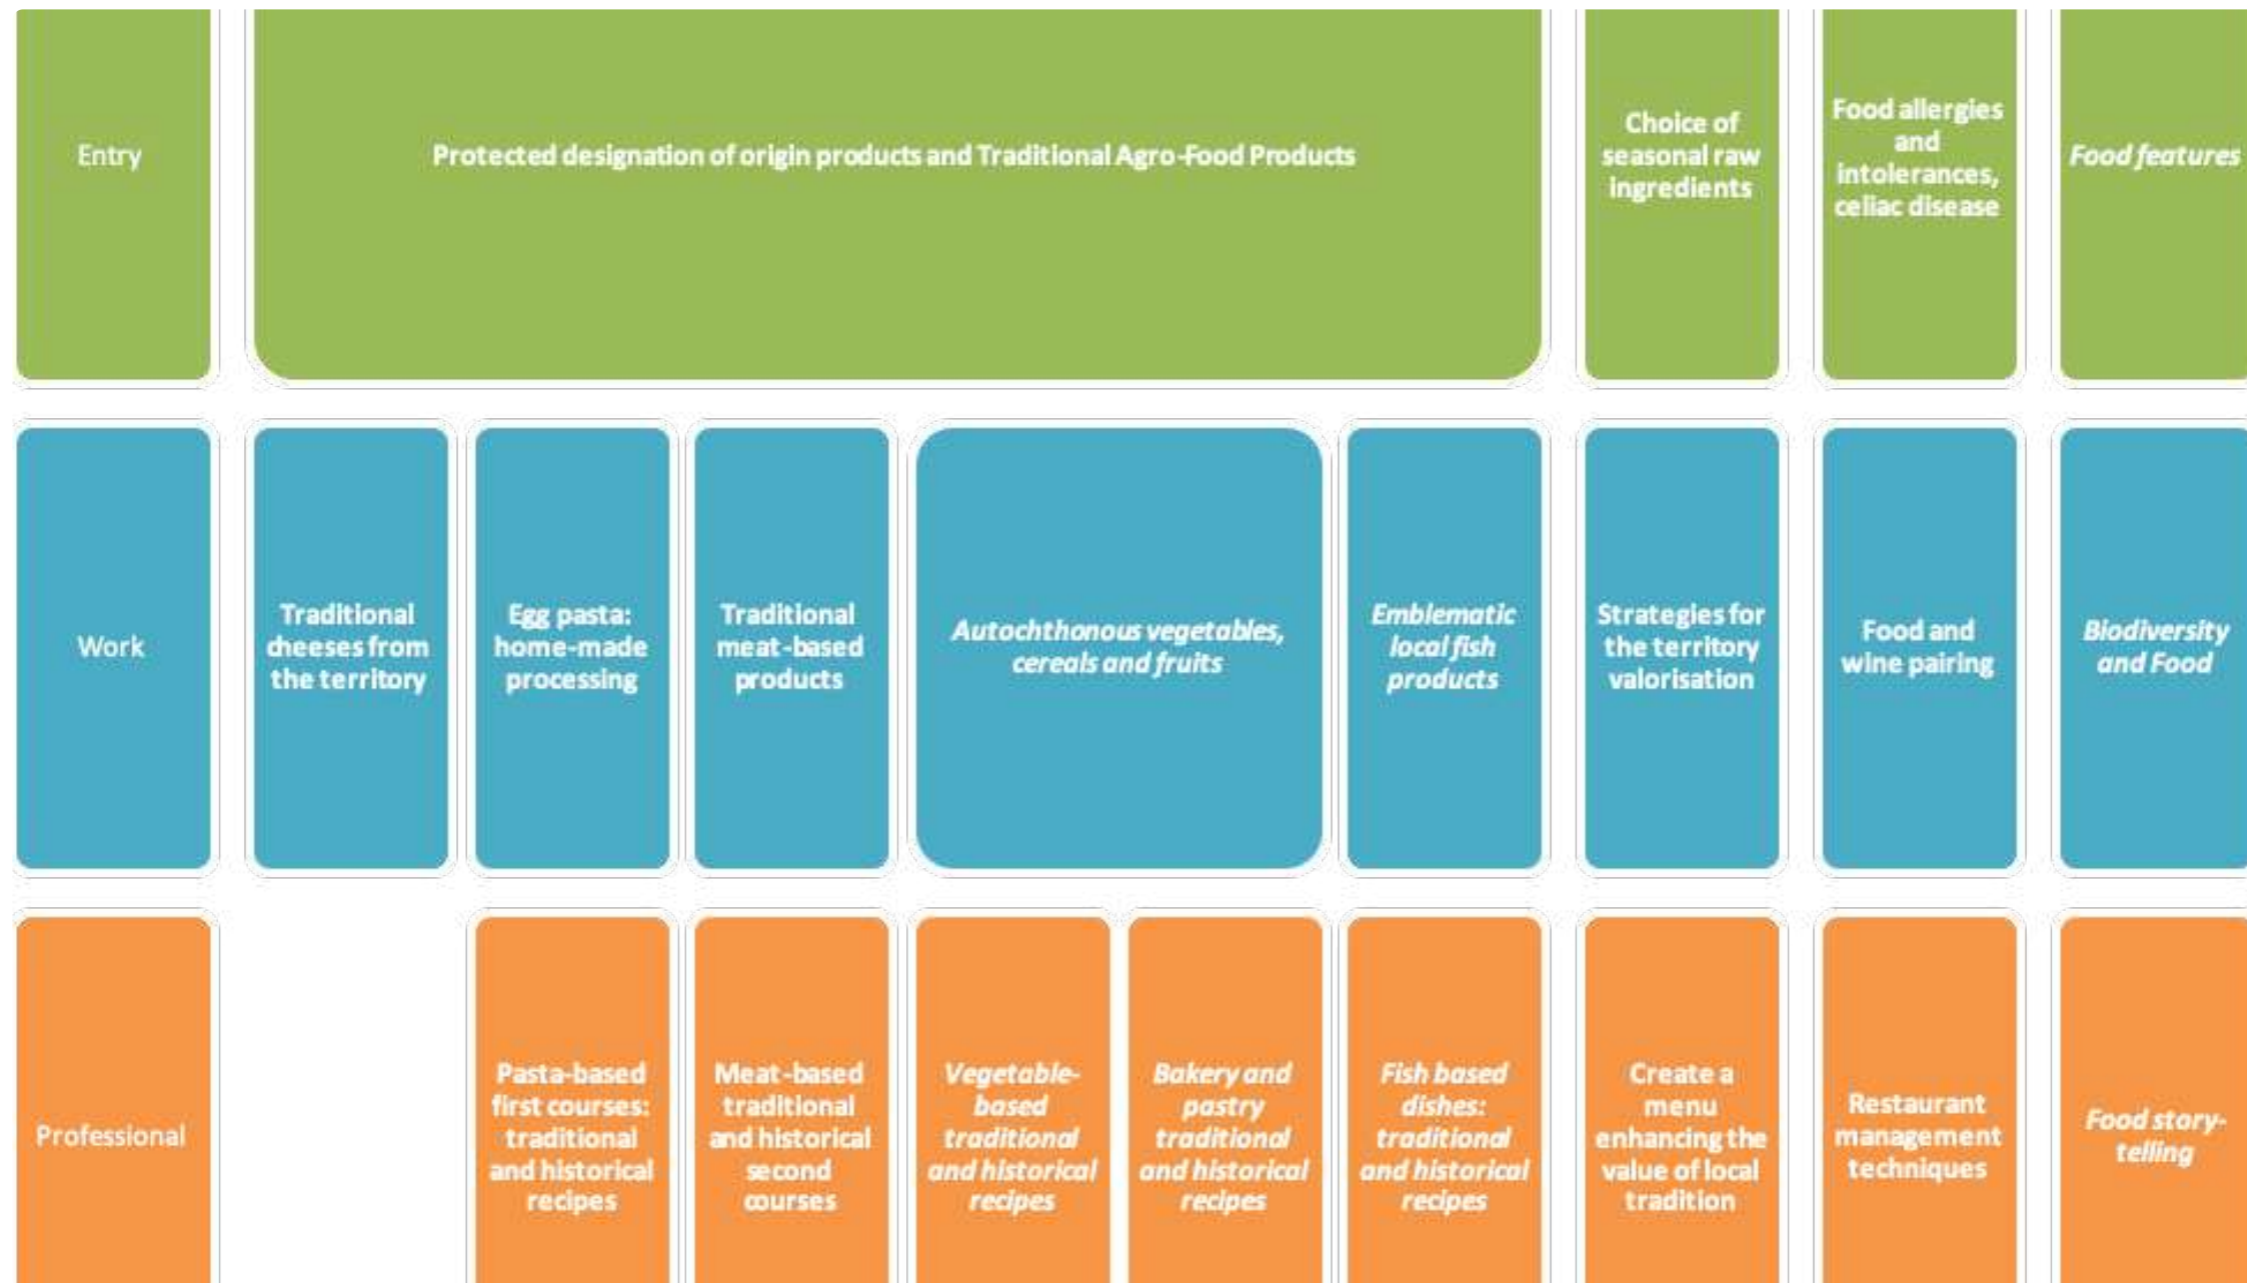 Entry
Protected designation of origin products and Traditional Agro-Food Products
Choice of
seasonal raw
ingredients
Food allergies
and
intolerances,
celiac disease
Food features
Work
Traditional
cheeses from
the territory
Egg pasta:
home-made
processing
Traditional
meat-based
products
Autochthonous vegetables,
cereals and fruits
Emblematic
local fish
products
Strategies for
the territory
valorisation
Food and
wine pairing
Biodiversity
and Food
Professional
Pasta-based
first courses:
traditional
and historical
recipes
Meat-based
traditional
and historical
second
courses
Vegetable-
based
traditional
and historical
recipes
Bakery and
pastry
traditional
and historical
recipes
Fish based
dishes:
traditional
and historical
recipes
Create a
menu
enhancing the
value of local
tradition
Restaurant
management
techniques
Food story-
telling